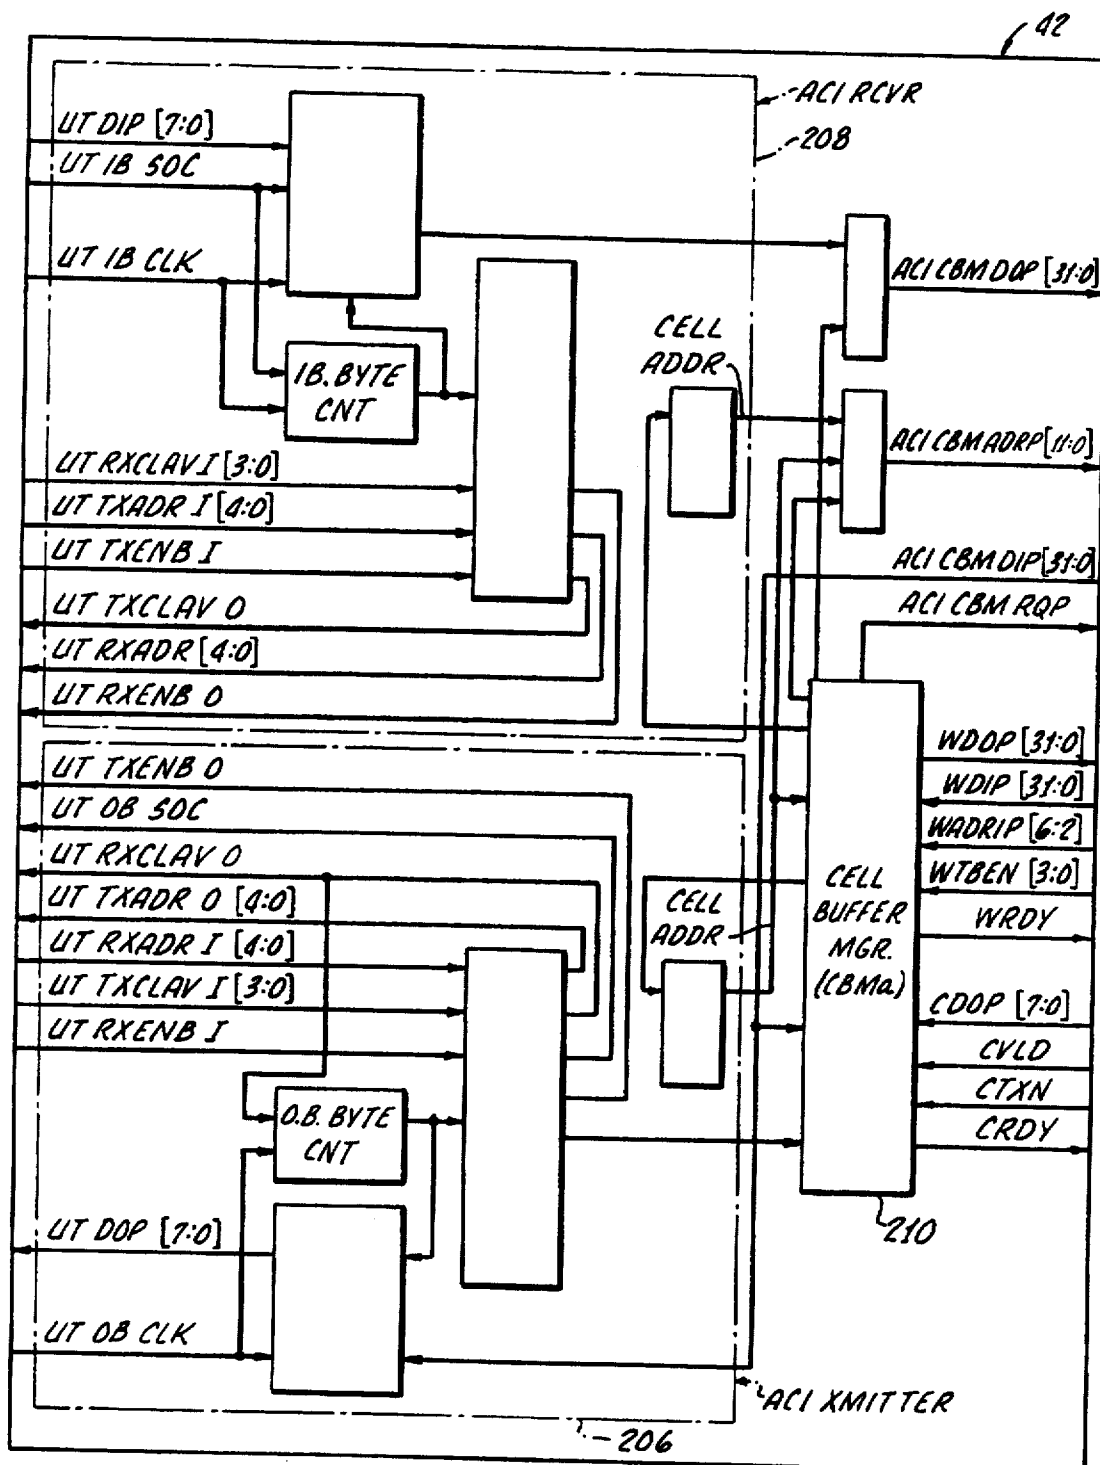 42
ACI RCVR
208
UT DIP [7:0]
UT IB SOC
UT IB CLK
ACI CBM DOP [31:0]
CELL
ADDR
IB. BYTE
CNT
ACI CBM ADRP [11:0]
UT RXCLAV I [3:0]
UT TXADR I [4:0]
UT TXENB I
ACI CBM DIP [31:0]
ACI CBM RQP
UT TXCLAV O
UT RXADR [4:0]
UT RXENB O
WDOP [31:0]
UT TXENB O
WDIP [31:0]
UT OB SOC
WADRIP [6:2]
UT RXCLAV O
WTBEN [3:0]
UT TXADR O [4:0]
CELL
ADDR
CELL
BUFFER
MGR.
(CBMa)
WRDY
UT RXADR I [4:0]
UT TXCLAV I [3:0]
CDOP [7:0]
UT RXENB I
CVLD
CTXN
O.B. BYTE
CNT
CRDY
210
UT DOP [7:0]
UT OB CLK
ACI XMITTER
206